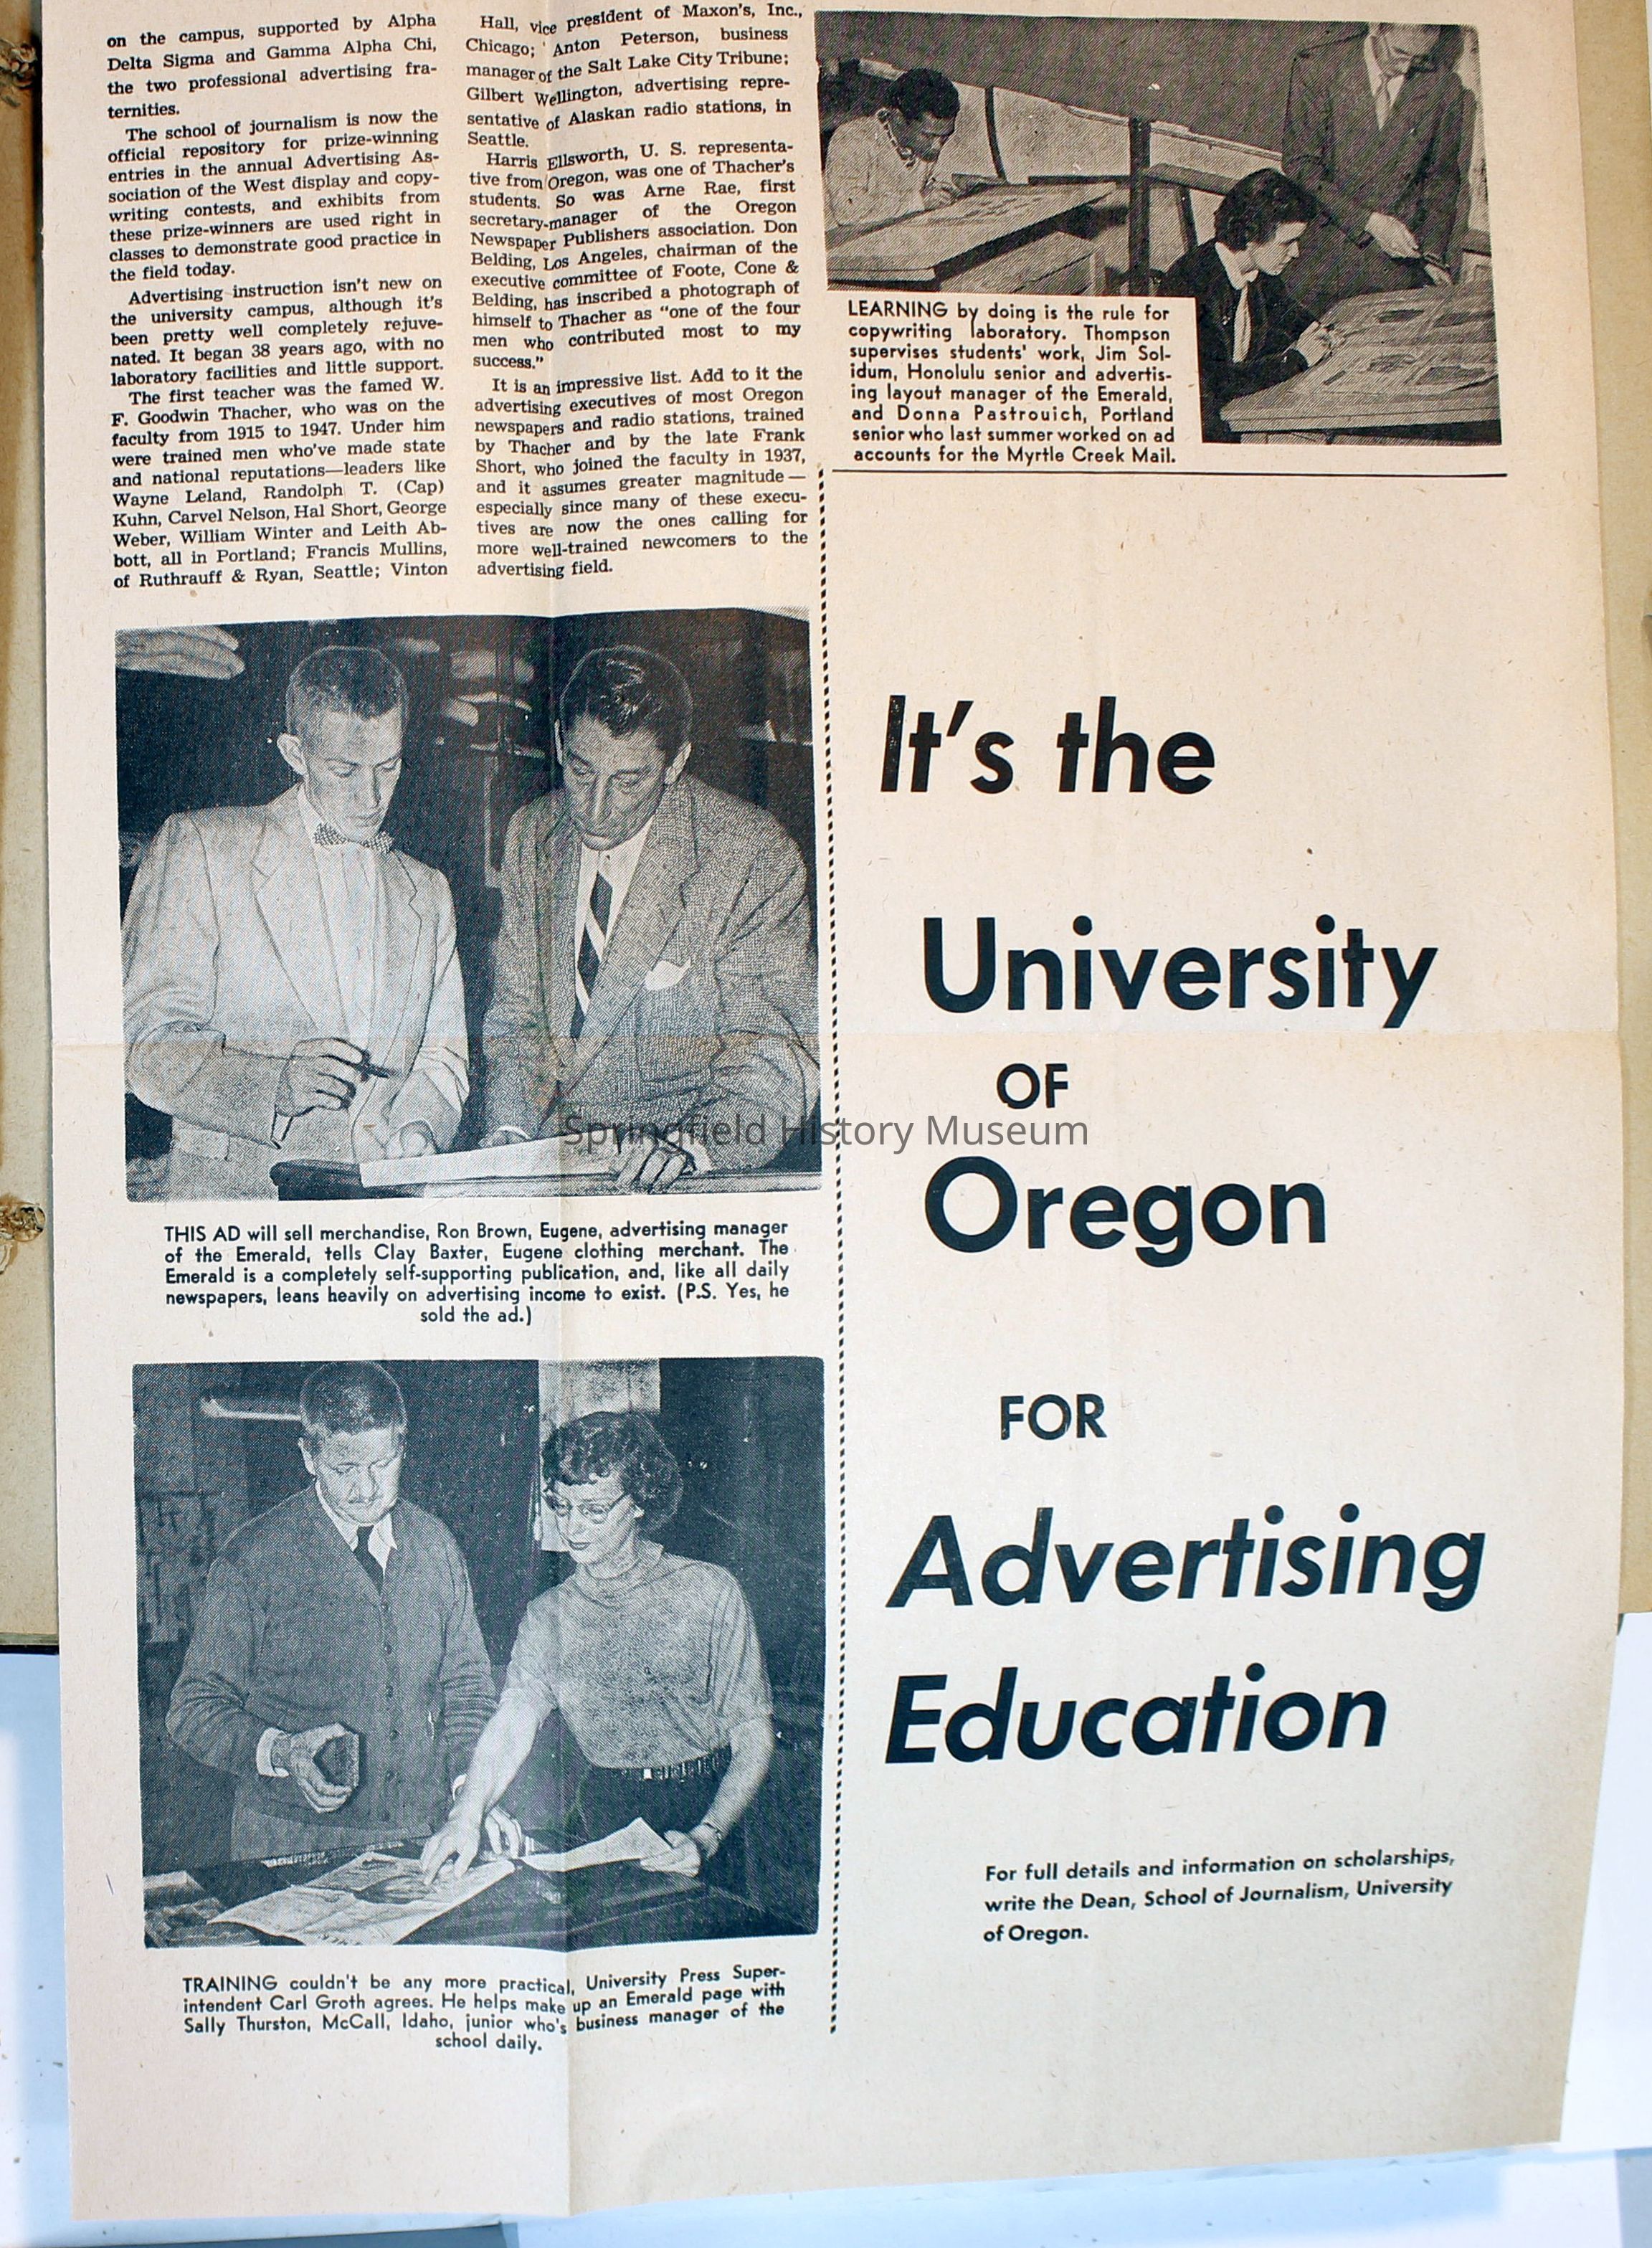 on the campus, supported by Alpha
Delta Sigma and Gamma Alpha Chi,
the two professional advertising fra-
ternities.
The school of journalism is now the
official repository for prize-winning
entries in the annual Advertising As-
sociation of the West display and copy-
writing contests, and exhibits from
these prize-winners are used right in
classes to demonstrate good practice in
the field today.
Advertising instruction isn't new on
the university campus, although it's
been pretty well completely rejuve-
nated. It began 38 years ago, with no
laboratory facilities and little support.
The first teacher was the famed W.
F. Goodwin Thacher, who was on the
faculty from 1915 to 1947. Under him
were trained men who've made state
and national reputations—leaders like
Wayne Leland, Randolph T. (Cap)
Kuhn, Carvel Nelson, Hal Short, George
Weber, William Winter and Leith Ab-
bott, all in Portland; Francis Mullins,
of Ruthrauff & Ryan, Seattle; Vinton
Hall, vice president of Maxon's, Inc.,
Chicago; Anton Peterson, business
manager of the Salt Lake City Tribune;
Gilbert Wellington, advertising repre-
sentative of Alaskan radio stations, in
Seattle.
Harris Ellsworth, U. S. representa-
tive from Oregon, was one of Thacher's
students. So was Arne Rae, first
secretary-manager of the Oregon
Newspaper Publishers association. Don
Belding, Los Angeles, chairman of the
executive committee of Foote, Cone &
Belding, has inscribed a photograph of
himself to Thacher as "one of the four
men who contributed most to my
success."
It is an impressive list. Add to it the
advertising executives of most Oregon
newspapers and radio stations, trained
by Thacher and by the late Frank
Short, who joined the faculty in 1937,
and it assumes greater magnitude—
especially since many of these execu-
tives are now the ones calling for
more well-trained newcomers to the
advertising field.
LEARNING by doing is the rule for
copywriting laboratory. Thompson
supervises students' work, Jim Sol-
idum, Honolulu senior and advertis-
ing layout manager of the Emerald,
and Donna Pastrouich, Portland
senior who last summer worked on ad
accounts for the Myrtle Creek Mail.
THIS AD will sell merchandise, Ron Brown, Eugene, advertising manager
of the Emerald, tells Clay Baxter, Eugene clothing merchant. The
Emerald is a completely self-supporting publication, and, like all daily
newspapers, leans heavily on advertising income to exist. (P.S. Yes, he
sold the ad.)
TRAINING couldn't be any more practical, University Press Super-
intendent Carl Groth agrees. He helps make up an Emerald page with
Sally Thurston, McCall, Idaho, junior who's business manager of the
school daily.
It's the
University
OF
Oregon
FOR
Advertising
Education
For full details and information on scholarships,
write the Dean, School of Journalism, University
of Oregon.
Springfield History Museum